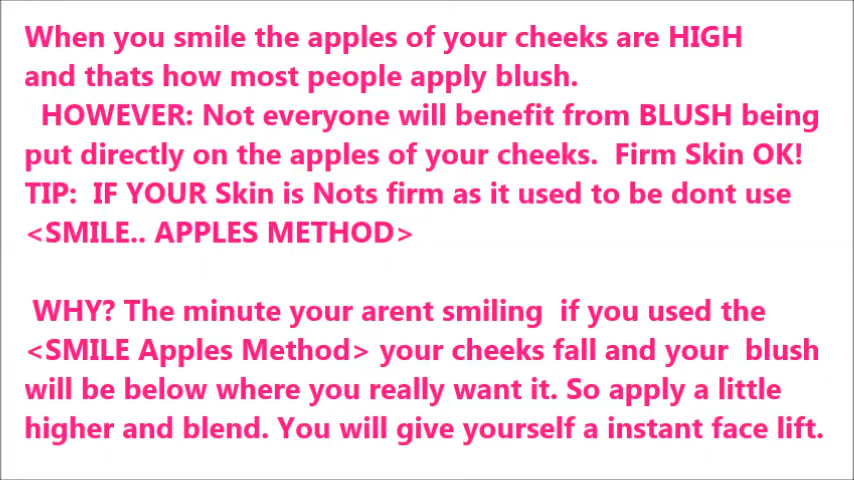 When you smile the apples of your cheeks are HIGH
and thats how most people apply blush.
HOWEVER: Not everyone will benefit from BLUSH being
put directly on the apples of your cheeks.  Firm Skin OK!
TIP:  IF YOUR Skin is Nots firm as it used to be dont use
<SMILE.. APPLES METHOD>
WHY? The minute your arent smiling  if you used the
<SMILE Apples Method> your cheeks fall and your  blush
will be below where you really want it. So apply a little
higher and blend. You will give yourself a instant face lift.